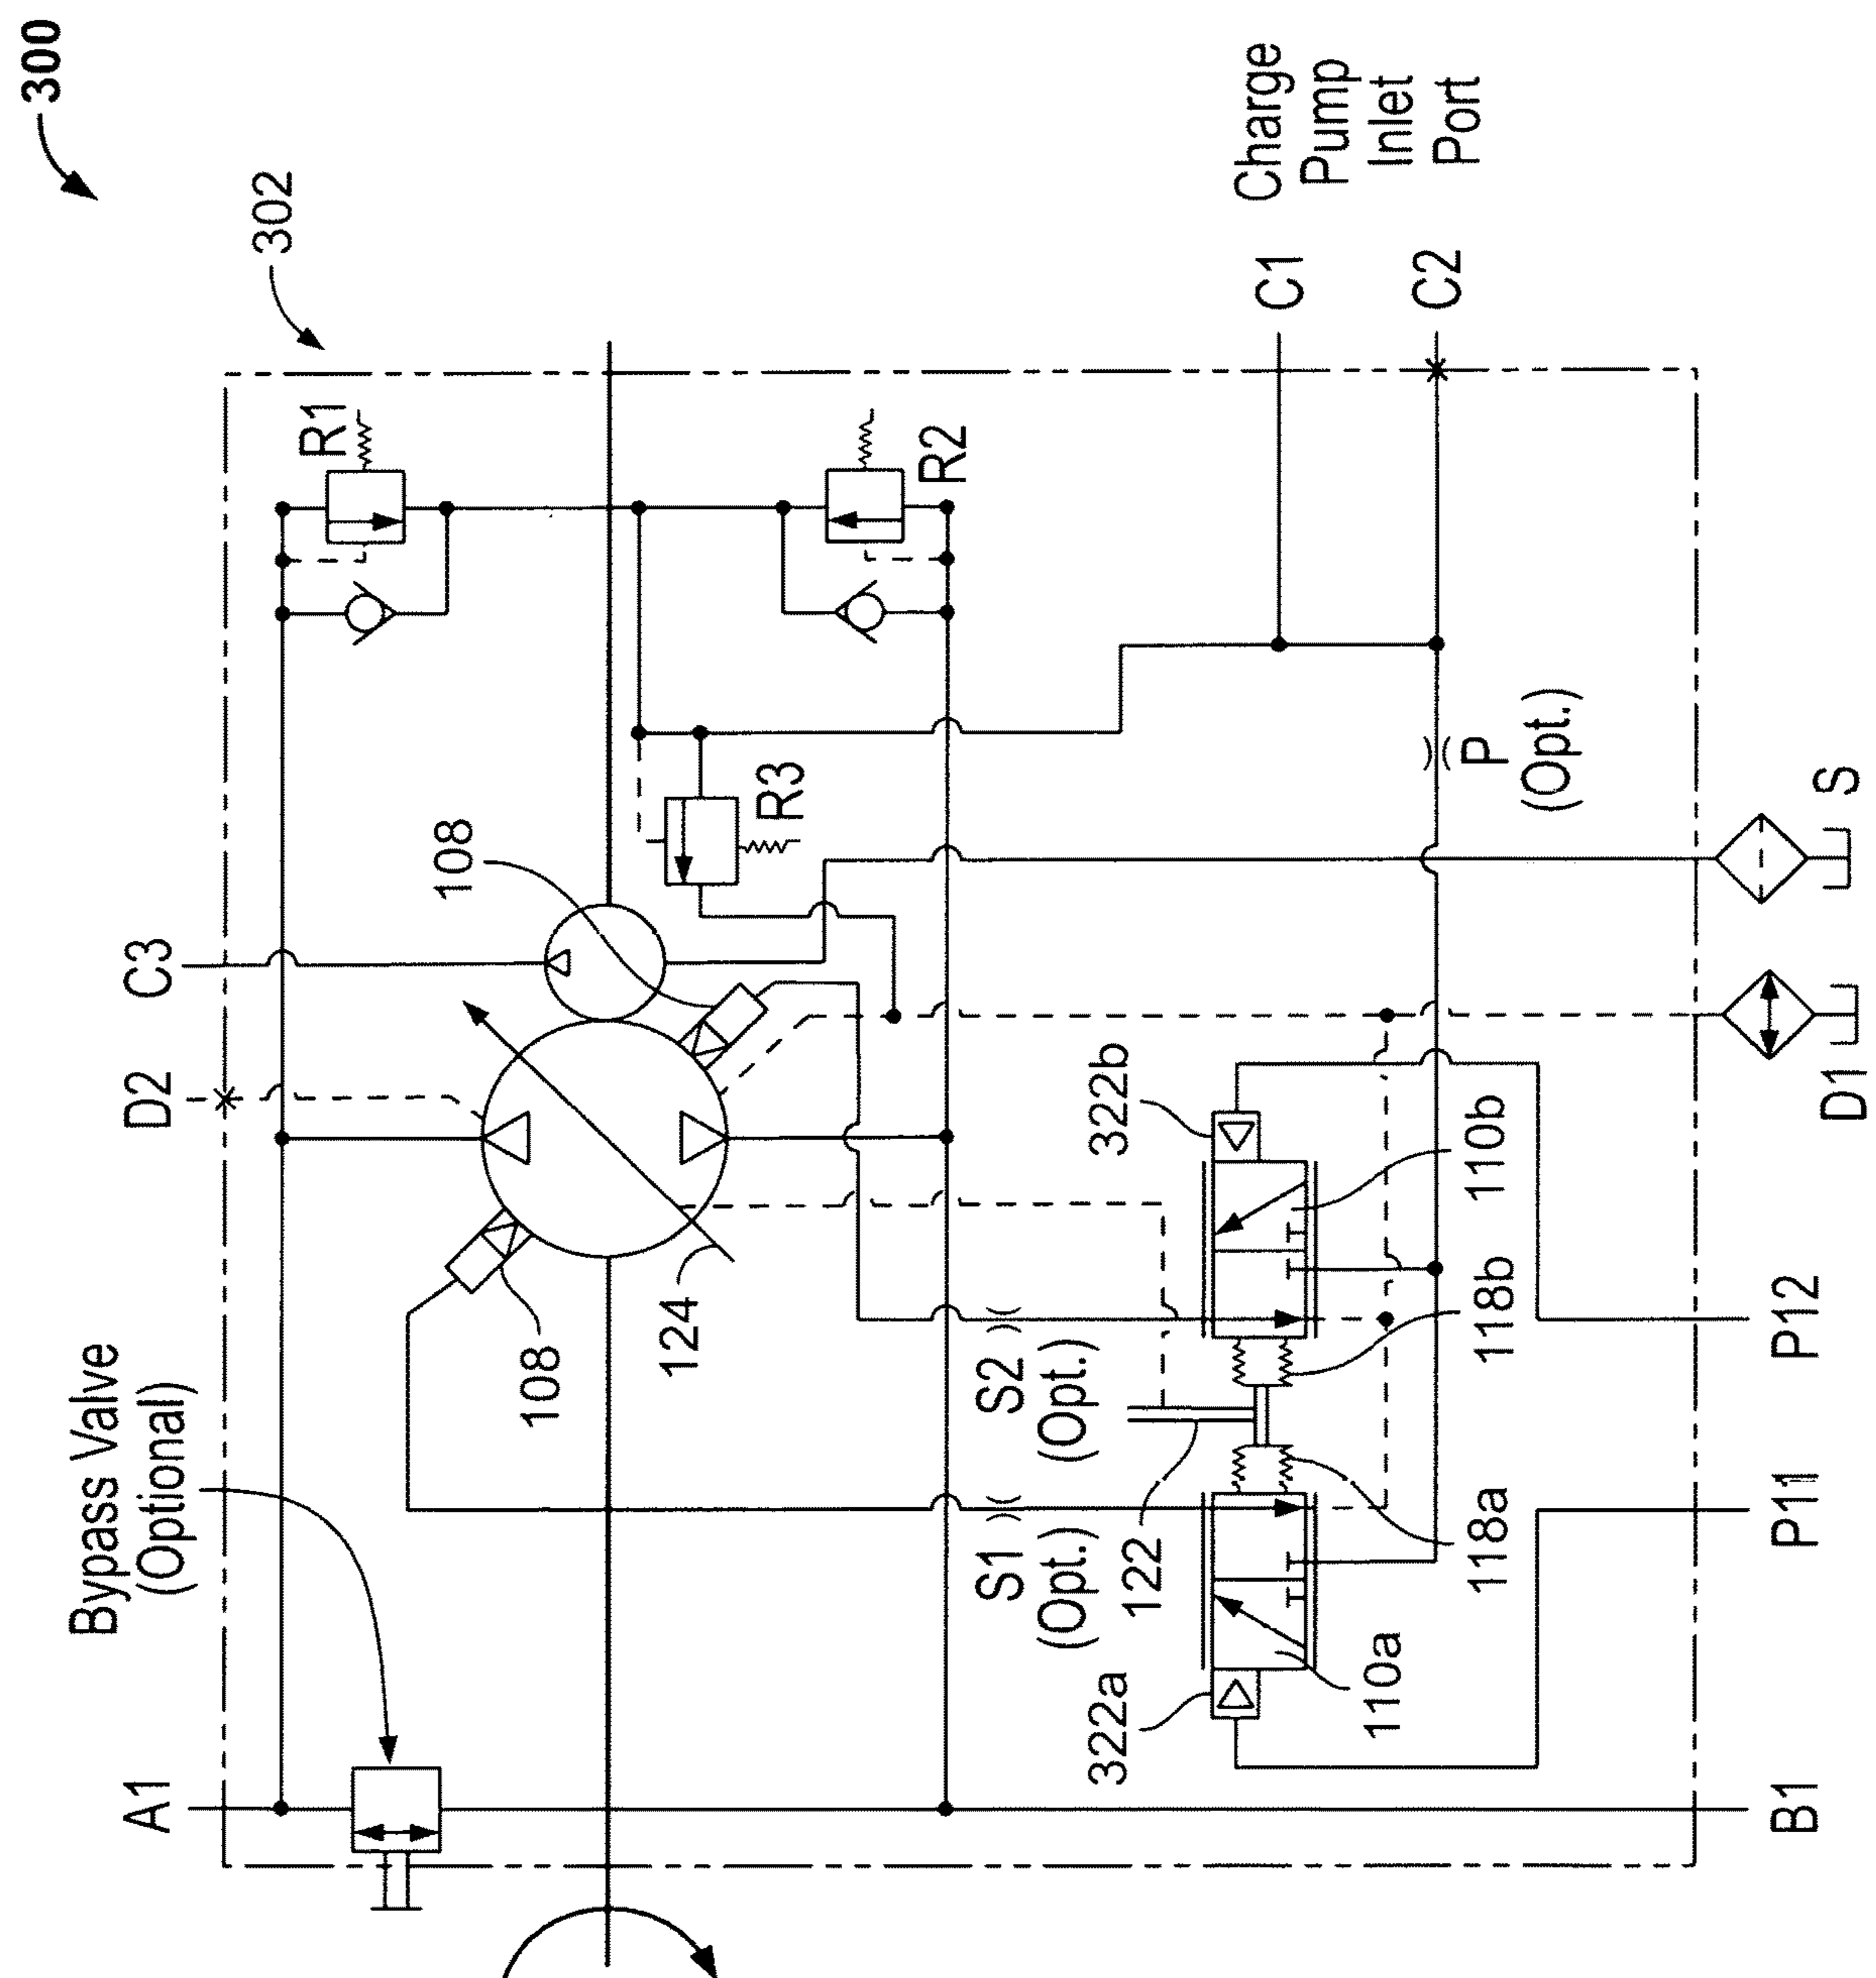 300
Bypass Valve
(Optional)
A1
D2
C3
302
R1
108
108
124
R3
R2
S1
(Opt.)
S2
(Opt.)
322a
322b
122
Charge
Pump
Inlet
Port
C1
C2
110a
118a
118b
110b
P
(Opt.)
B1
P11
P12
D1
S